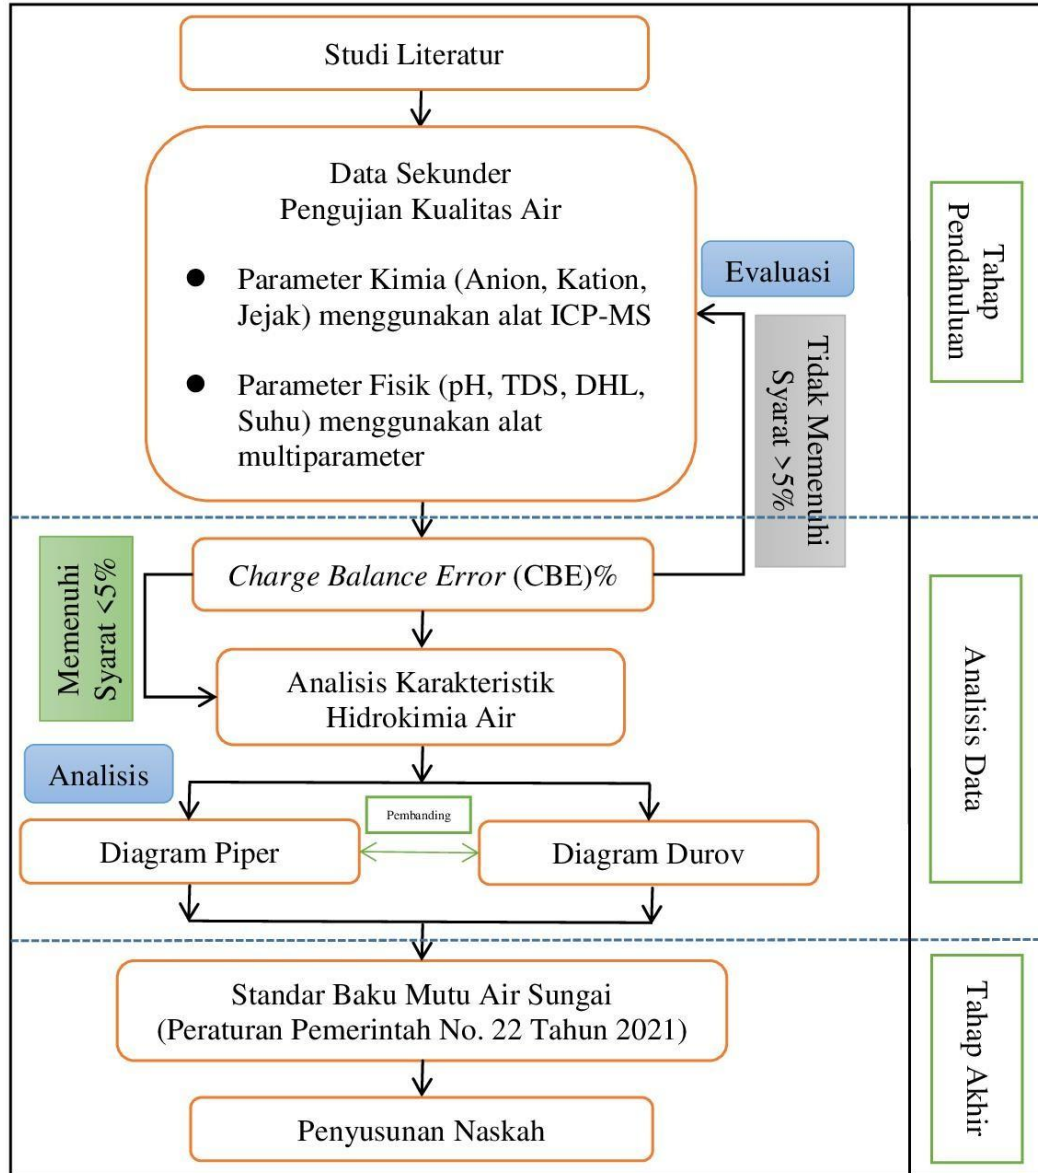 Studi Literatur
Data Sekunder
Pengujian Kualitas Air
● Parameter Kimia (Anion, Kation,
Jejak) menggunakan alat ICP-MS
● Parameter Fisik (pH, TDS, DHL,
Suhu) menggunakan alat
multiparameter
Evaluasi
Tidak Memenuhi
Syarat >5%
Tahap
Pendahuluan
Charge Balance Error (CBE)%
Memenuhi
Syarat <5%
Analisis Karakteristik
Hidrokimia Air
Analisis
Pembanding
Diagram Piper
Diagram Durov
Analisis Data
Standar Baku Mutu Air Sungai
(Peraturan Pemerintah No. 22 Tahun 2021)
Penyusunan Naskah
Tahap Akhir